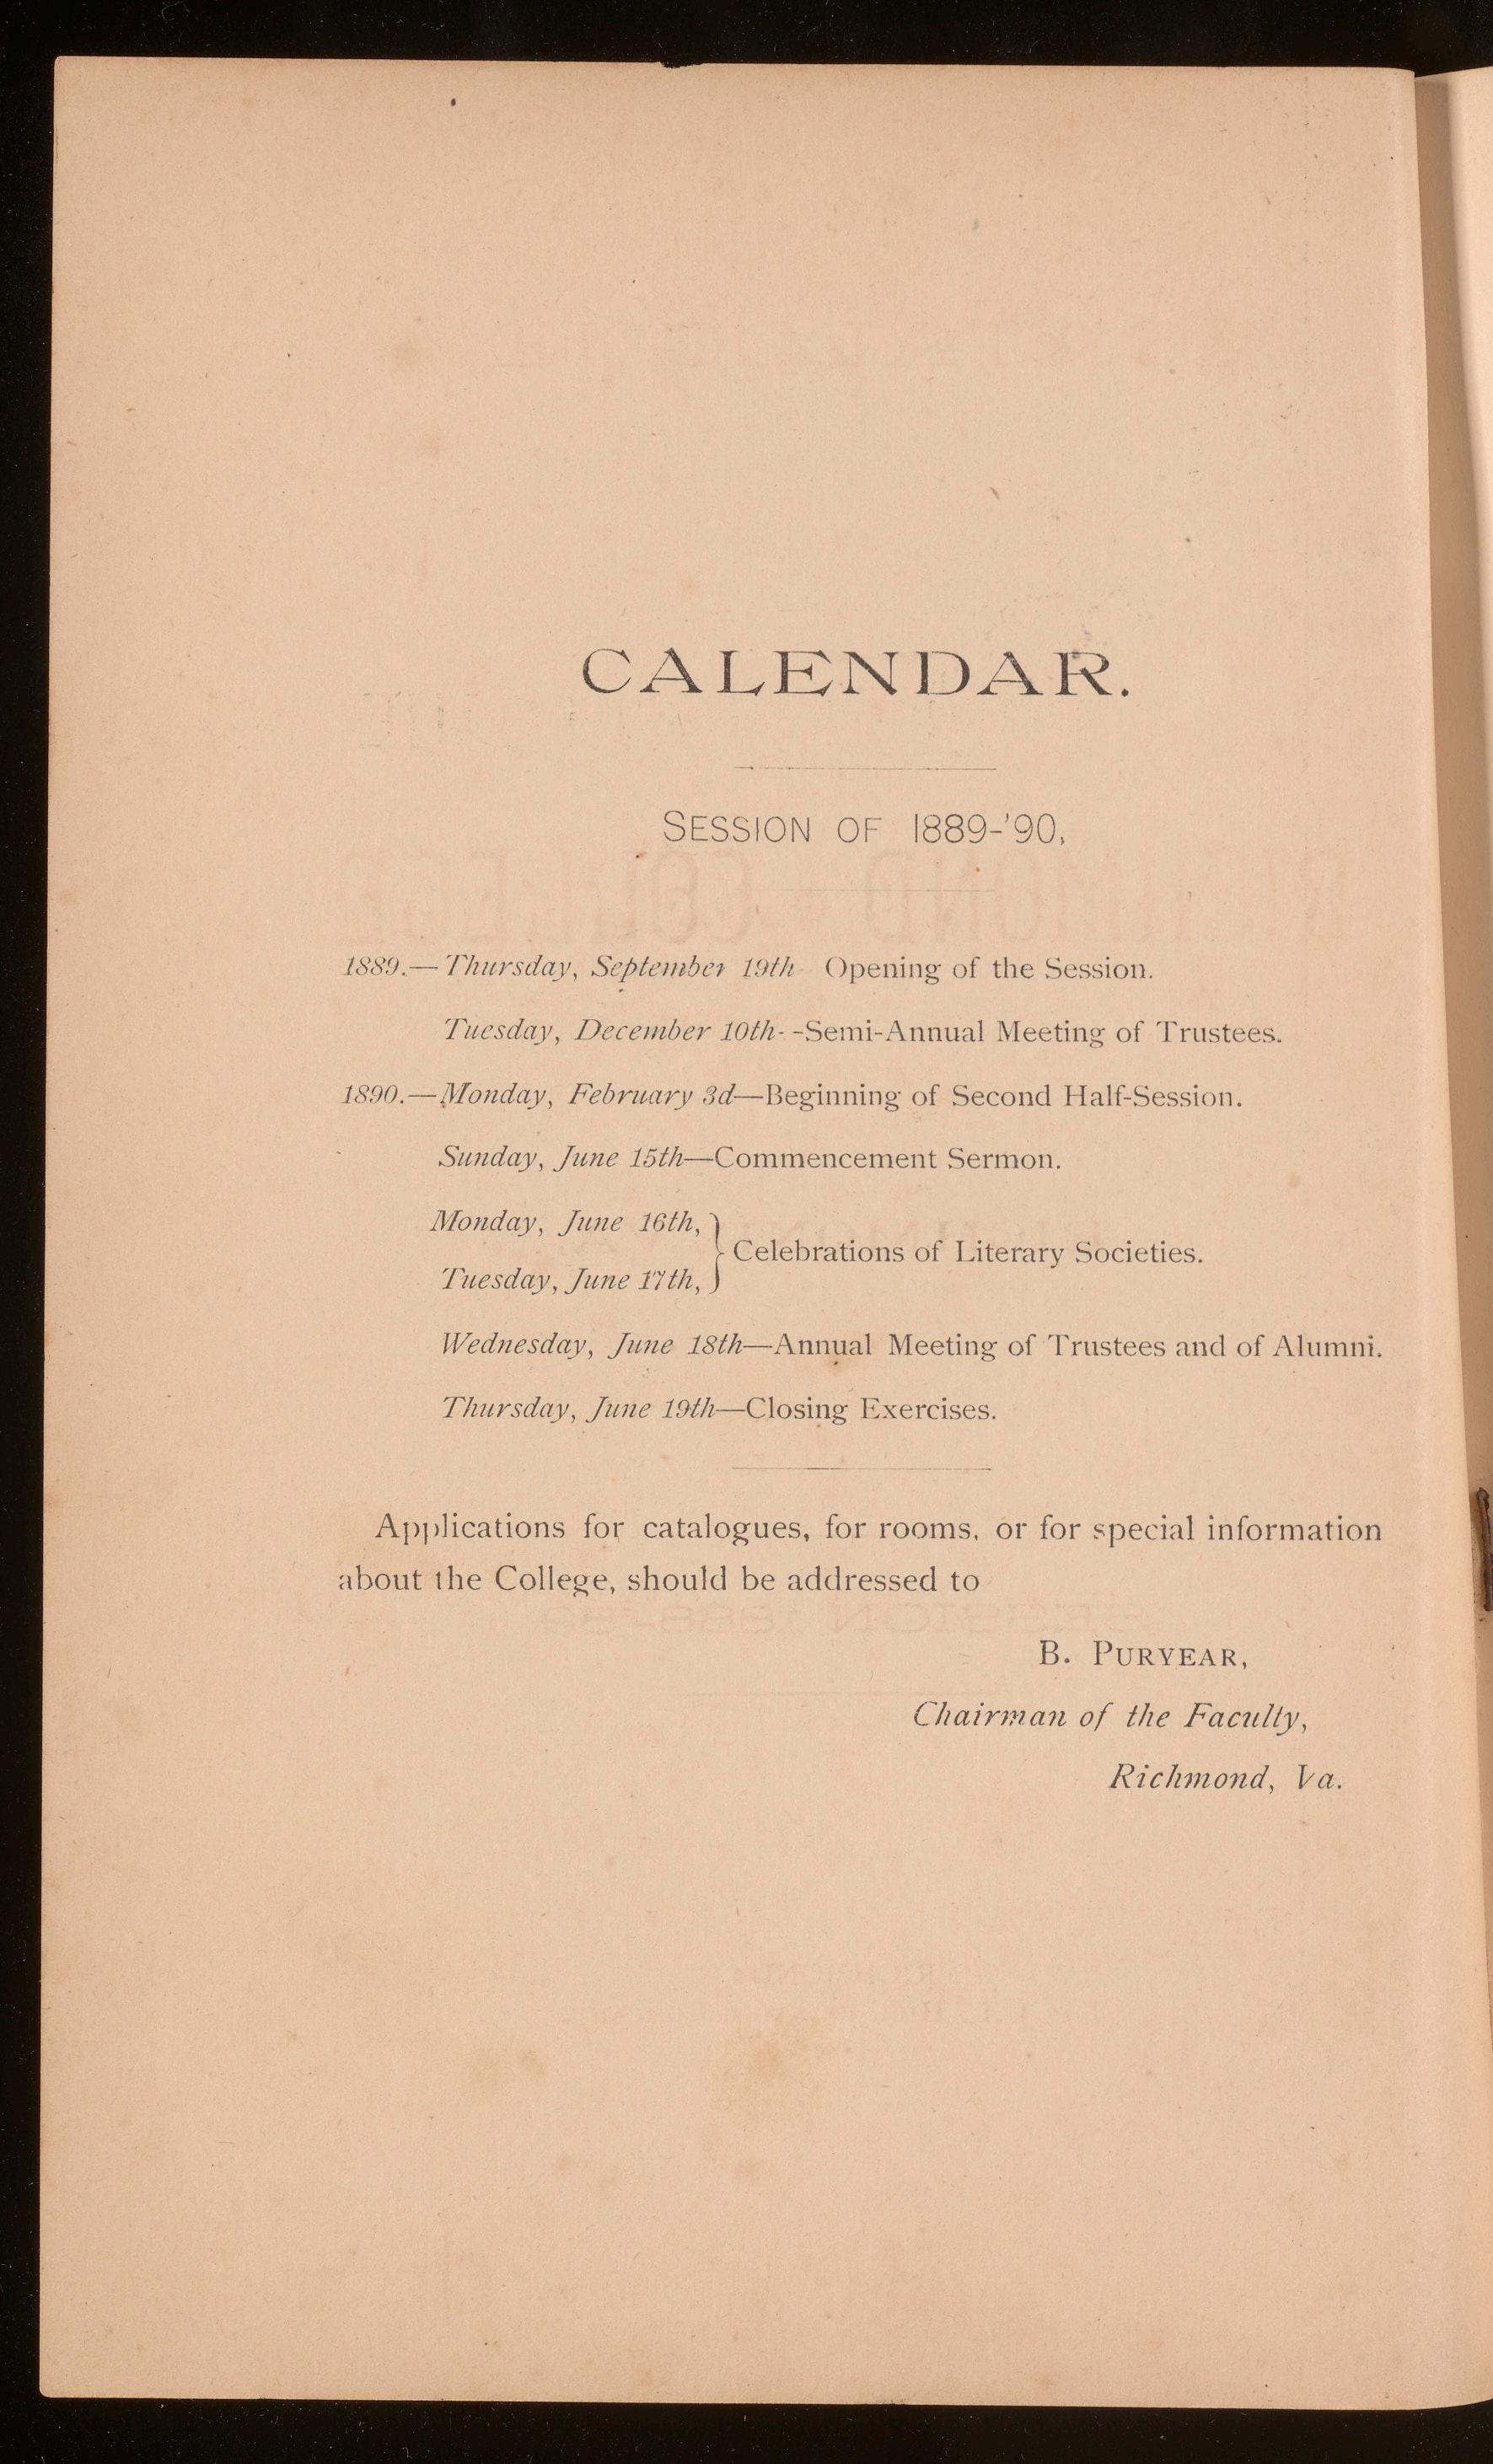 CALENDAR.
SESSION OF 1889-'90.
1889.—Thursday, September 19th—Opening of the Session.
Tuesday, December 10th—Semi-Annual Meeting of Trustees.
1890.—Monday, February 3d—Beginning of Second Half-Session.
Sunday, June 15th—Commencement Sermon.
Monday, June 16th,
Celebrations of Literary Societies.
Tuesday, June 17th,
Wednesday, June 18th—Annual Meeting of Trustees and of Alumni.
Thursday, June 19th—Closing Exercises.
Applications for catalogues, for rooms, or for special information
about the College, should be addressed to
B. PURYEAR,
Chairman of the Faculty,
Richmond, Va.